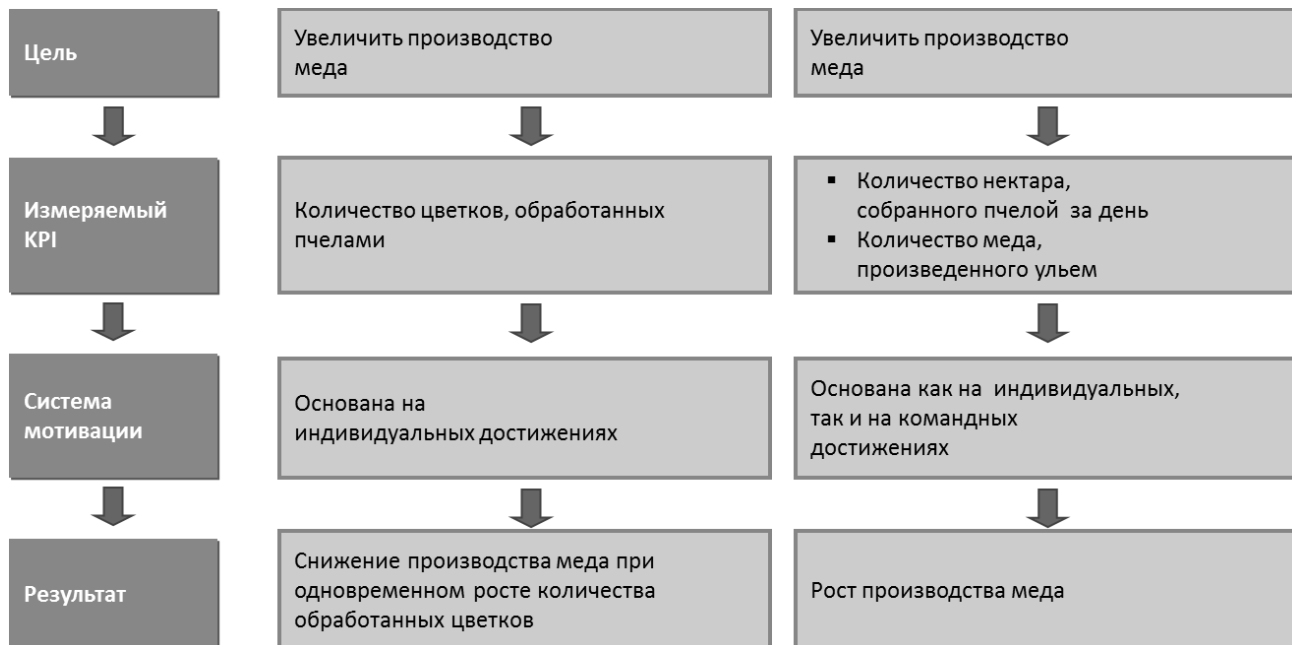 Цель
Увеличить производство
меда
Увеличить производство
меда
Измеряемый
KPI
Количество цветков, обработанных
пчелами
▪ Количество нектара,
собранного пчелой за день
▪ Количество меда,
произведенного ульем
Система
мотивации
Основана на
индивидуальных достижениях
Основана как на индивидуальных,
так и на командных
достижениях
Результат
Снижение производства меда при
одновременном росте количества
обработанных цветков
Рост производства меда